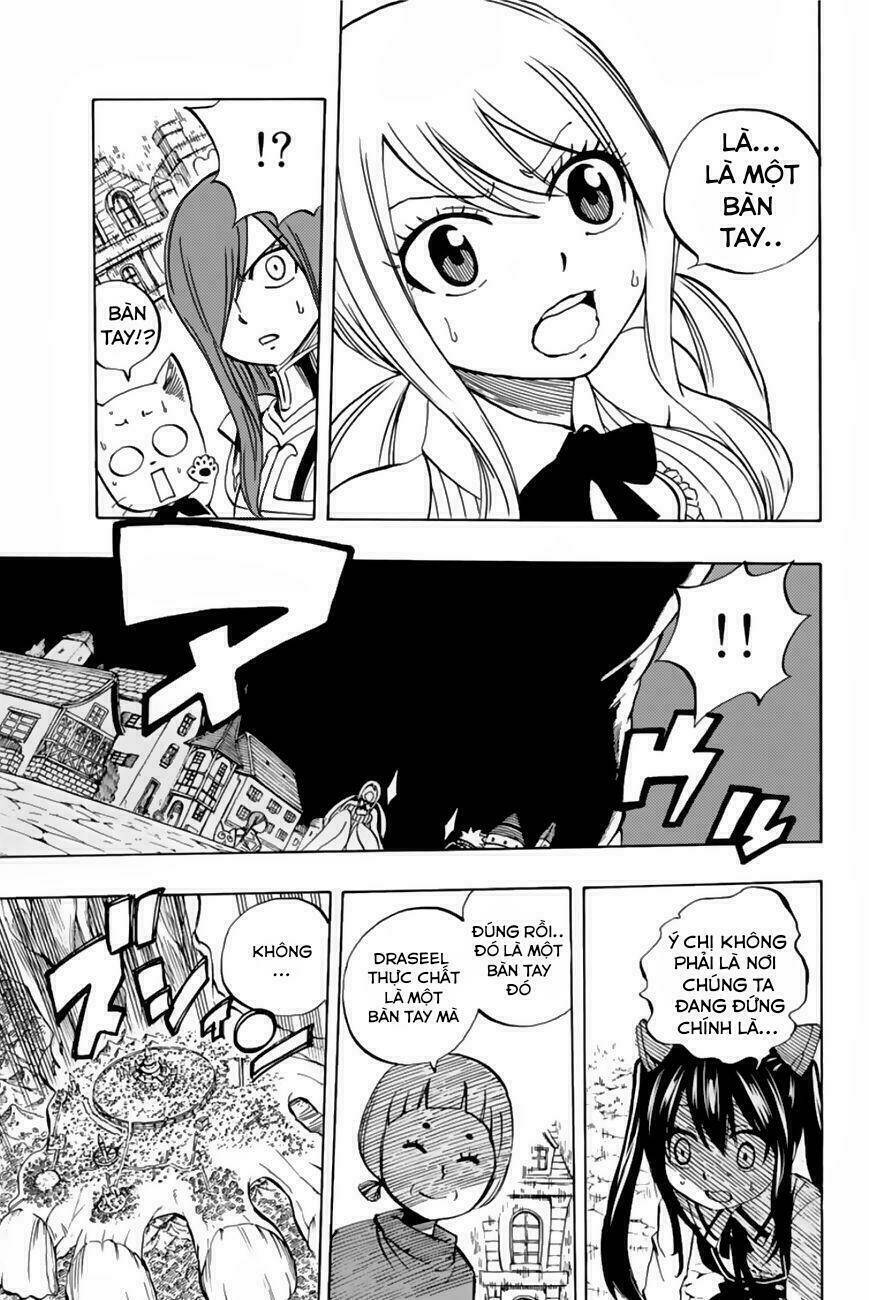 LÀ...
LÀ MỘT
BÀN
TAY..
!?
BÀN
TAY!?
!!
Ý CHỊ KHÔNG
PHẢI LÀ NƠI
CHÚNG TA
ĐANG ĐỨNG
CHÍNH LÀ...
ĐÚNG RỒI..
ĐÓ LÀ MỘT
BÀN TAY
ĐÓ
DRASEEL
THỰC CHẤT
LÀ MỘT
BÀN TAY MÀ
KHÔNG
...